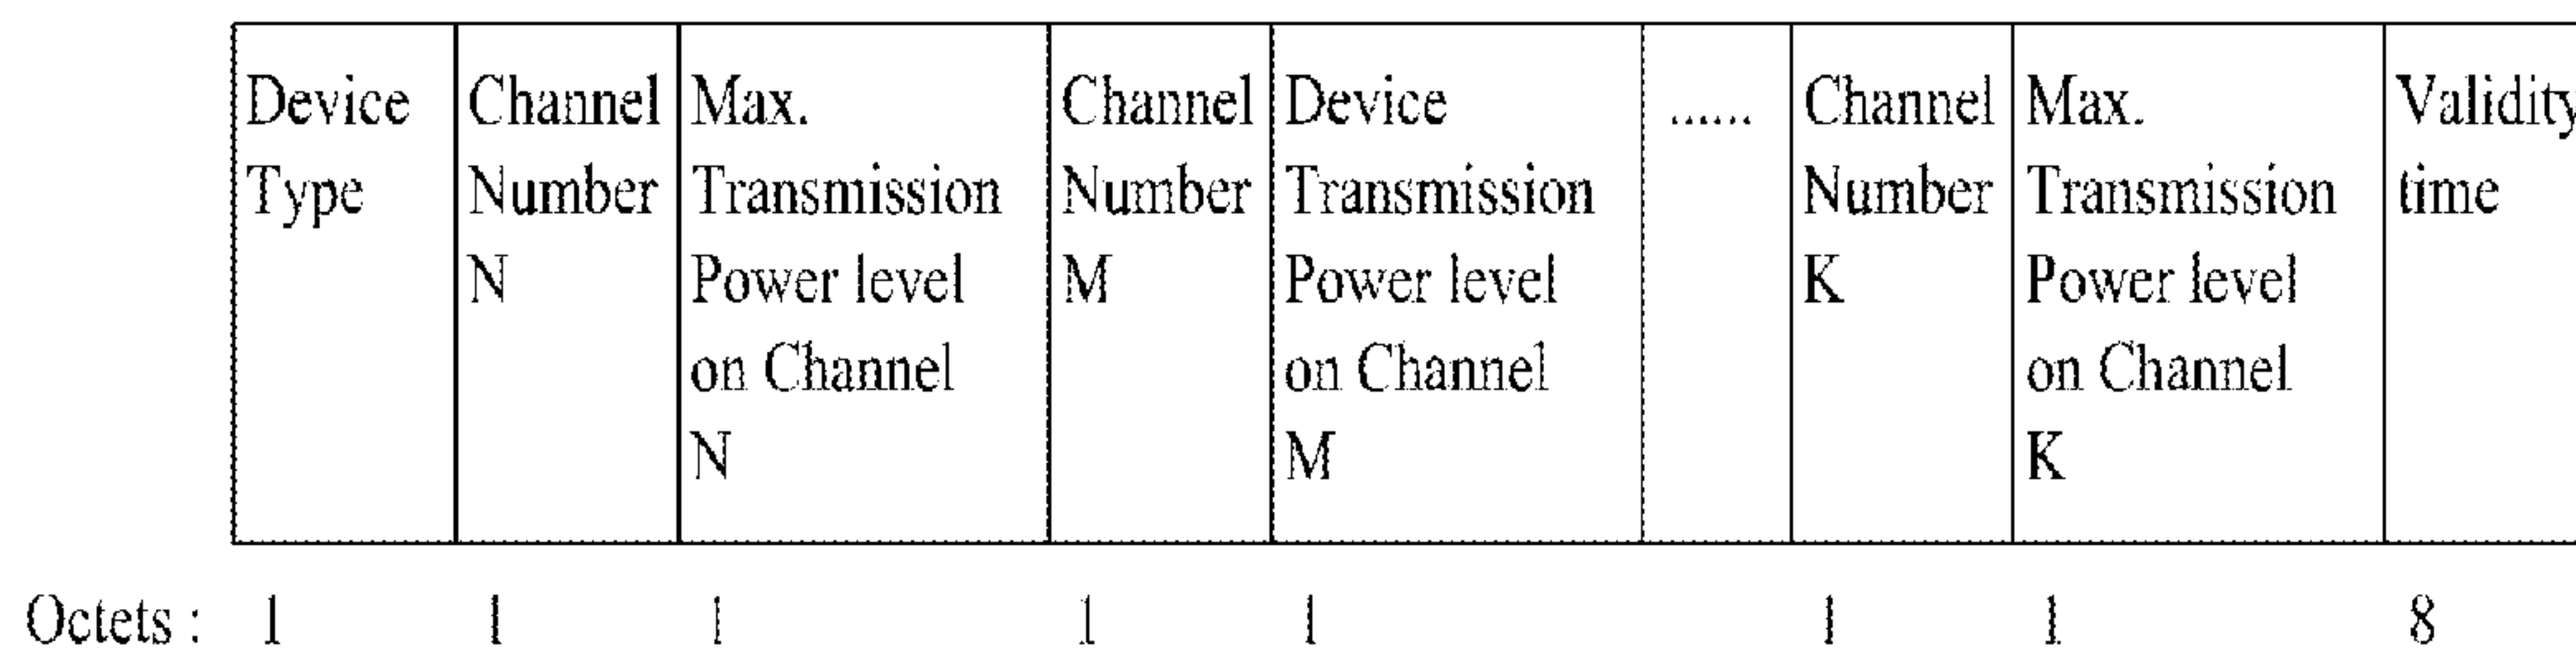 Device Type
Channel Number N
Max. Transmission Power level on Channel N
Channel Number M
Device Transmission Power level on Channel M
......
Channel Number K
Max. Transmission Power level on Channel K
Validity time
Octets : 1 1 1 1 1 1 1 8